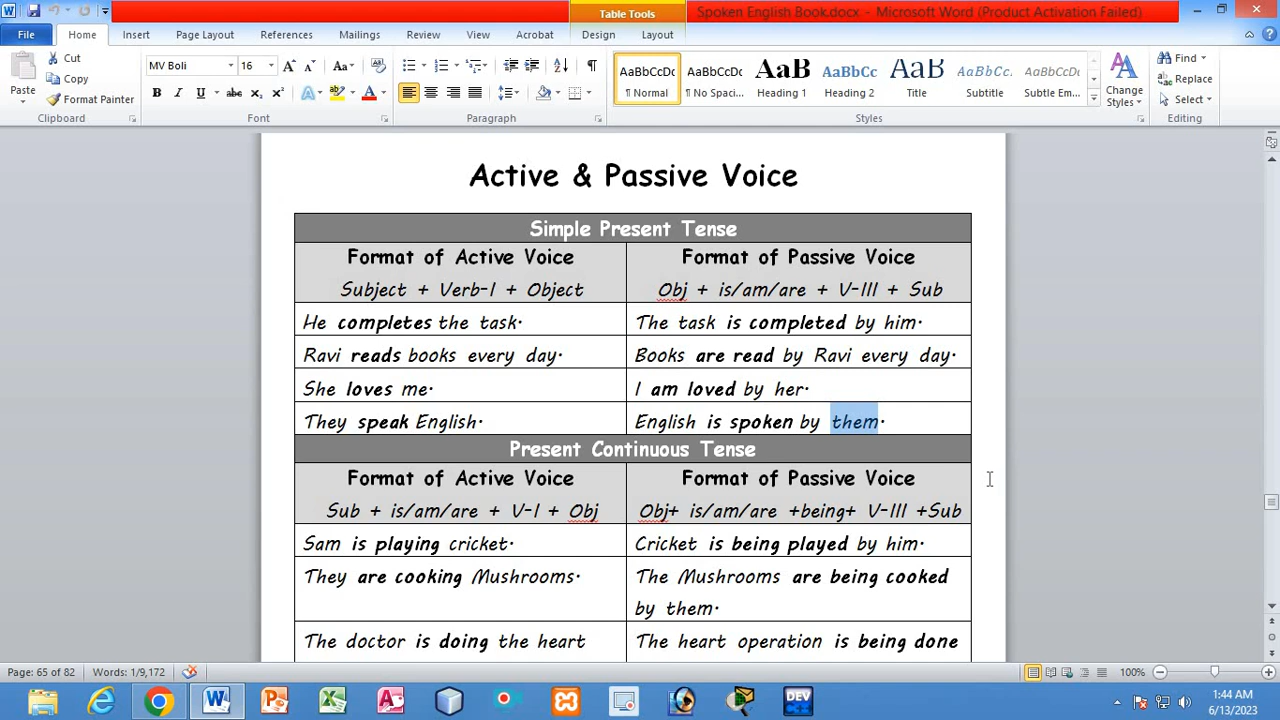 Table Tools
Spoken English Book.docx - Microsoft Word (Product Activation Failed)
File Home Insert Page Layout References Mailings Review View Acrobat Design Layout
Paste
Cut
Copy
Format Painter
Clipboard
MV Boli 16
Font
Paragraph
AaBbCcDc AaBbCcDc AaB AaBbCc AaB AaBbCc. AaBbCcDc
¶ Normal ¶ No Spaci... Heading 1 Heading 2 Title Subtitle Subtle Em...
Change Styles
Styles
Find
Replace
Select
Editing
Active & Passive Voice
Simple Present Tense
Format of Active Voice
Subject + Verb-I + Object
Format of Passive Voice
Obj + is/am/are + V-III + Sub
He completes the task.
The task is completed by him.
Ravi reads books every day.
Books are read by Ravi every day.
She loves me.
I am loved by her.
They speak English.
English is spoken by them.
Present Continuous Tense
Format of Active Voice
Sub + is/am/are + V-I + Obj
Format of Passive Voice
Obj+ is/am/are +being+ V-III +Sub
Sam is playing cricket.
Cricket is being played by him.
They are cooking Mushrooms.
The Mushrooms are being cooked
by them.
The doctor is doing the heart
The heart operation is being done
Page: 65 of 82 Words: 1/9,172 100%
DEV
1:44 AM
6/13/2023